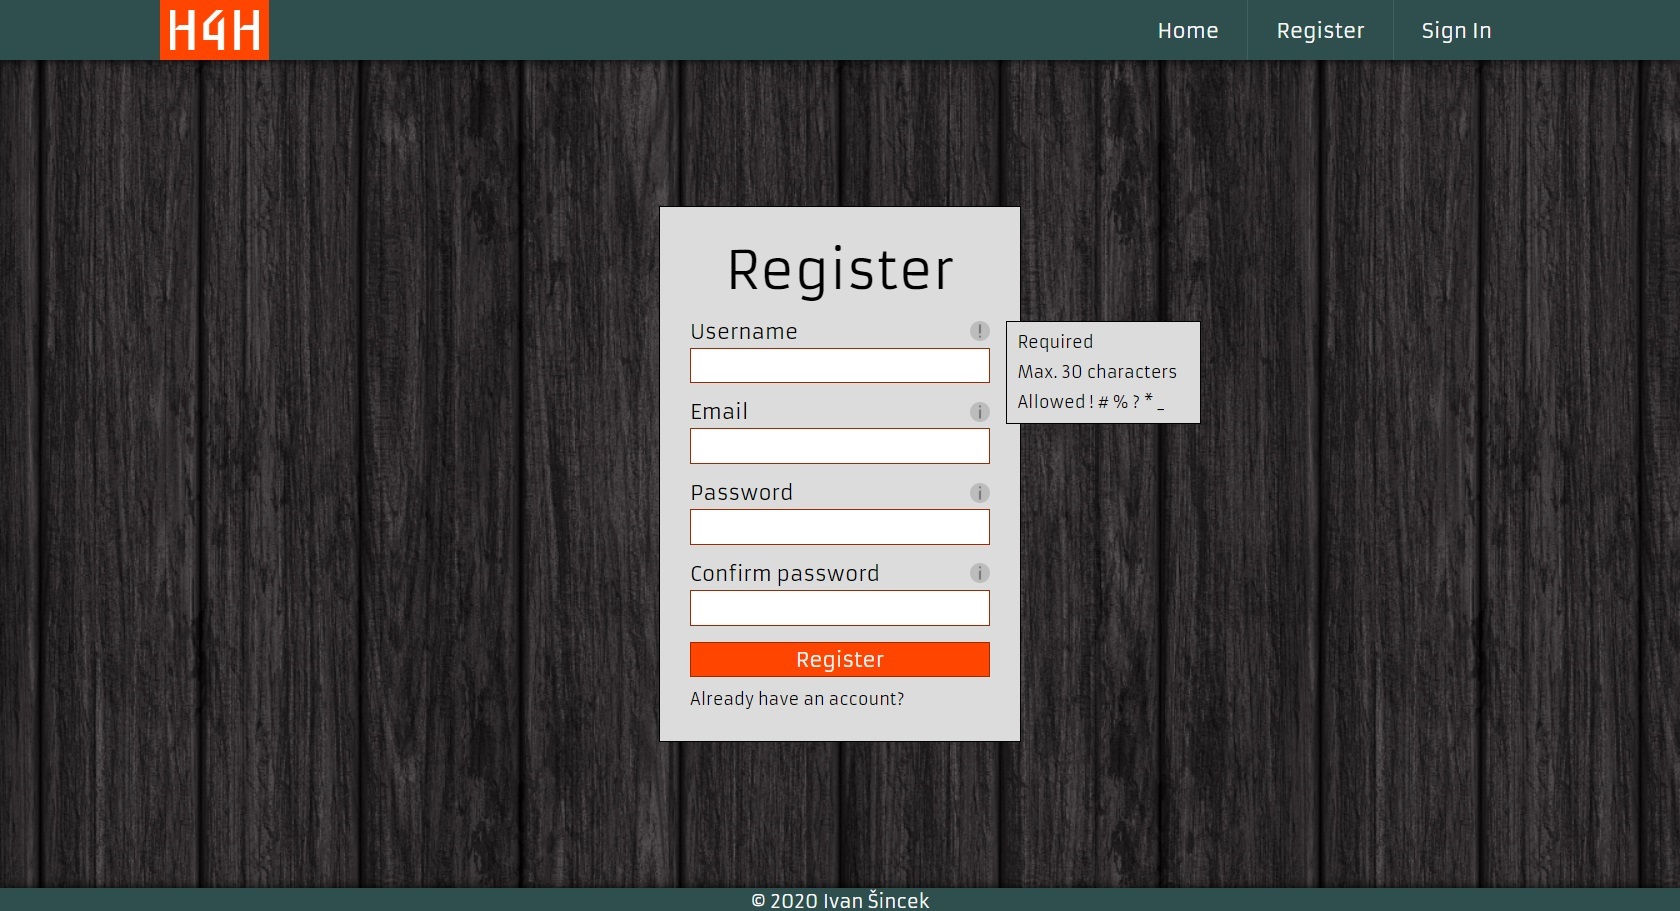 H4H
Home
Register
Sign In
Register
Username
Required
Max. 30 characters
Allowed ! # % ? * _
Email
Password
Confirm password
Register
Already have an account?
© 2020 Ivan Šincek